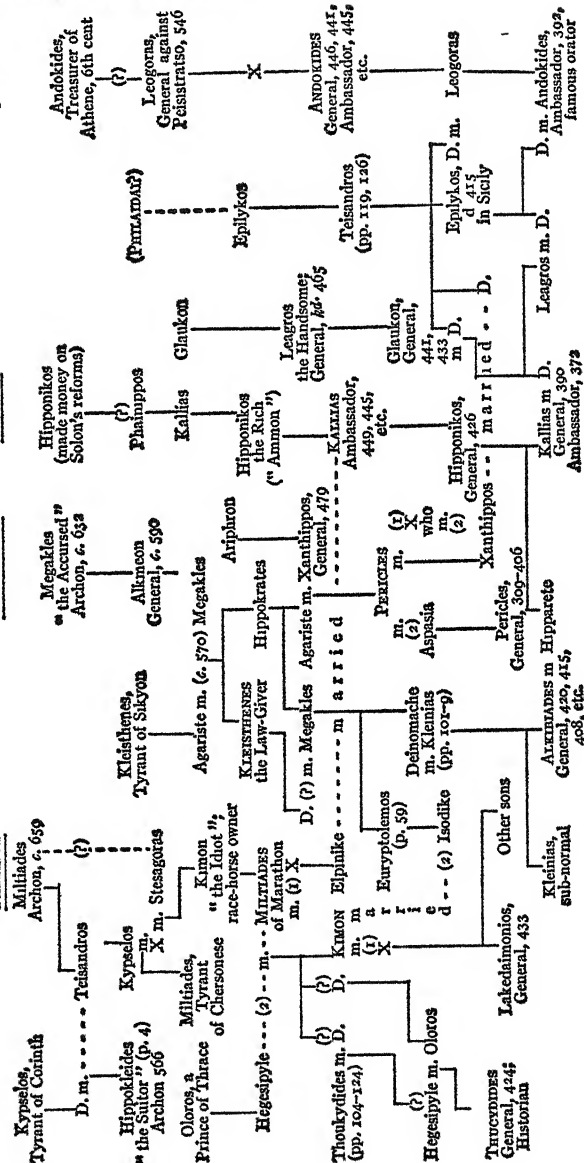 Kypselos,
Tyrant of Corinth
Miltiades
Archon, c. 659
(?)
D. m. ----- Teisandros
Hippokleides
"the Suitor" (p. 4)
Archon 566
Kypselos
m.
X m. Stesagoras
Oloros, a
Prince of Thrace
Miltiades,
Tyrant
of Chersonese
Kimon
"the Idiot";
race-horse owner
Hegesipyle --- (2) -- m. -- MILTIADES
of Marathon
m. (1) X
Kleisthenes,
Tyrant of Sikyon
Megakles
"the Accursed"
Archon, c. 632
Alkmeon
General, c. 590
Agariste m. (c. 570) Megakles
KLEISTHENES
the Law-Giver
Hippokrates
Ariphron
D. (?) m. Megakles
Agariste m. Xanthippos,
General, 479
Elpinike ------- married ------- KALLIAS
Ambassador,
449, 445,
etc.
(?)
Thoukydides m. D.
(pp. 104-124)
(?)
D.
KIMON
m. m
(1) a
X r
r
i
e
d -- (2) Isodike
Euryptolemos
(p. 59)
Deinomache
m. Kleinias
(pp. 101-9)
PERICLES
m.
(2)
Aspasia
m.
(1)
X
who
m.
(2)
(?)
Hegesipyle m. Oloros
THUCYDIDES
General, 424;
Historian
Lakedaimonios,
General, 433
Other sons
Kleinias,
sub-normal
ALKIBIADES m Hipparete
General, 420, 415,
408, etc.
Pericles,
General, 309-406
Xanthippos
Hipponikos
(made money on
Solon's reforms)
(?)
Phainippos
Kallias
Hipponikos
the Rich
("Ammon")
Hipponikos, -- married -- D.
General, 426
Kallias m D.
General, 390
Ambassador, 372
Glaukon
Leagros
the Handsome;
General, kd. 465
Glaukon,
General,
441,
433
m D.
Leagros m. D.
(PHILAIDAI?)
Epilykos
Teisandros
(pp. 119, 126)
Epilykos,
d 415
in Sicily
D. m.
Andokides,
Treasurer of
Athene, 6th cent
(?)
Leogoras,
General against
Peisistratso, 546
X
ANDOKIDES
General, 446, 441,
Ambassador, 445,
etc.
Leogoras
D. m. Andokides,
Ambassador, 392,
famous orator